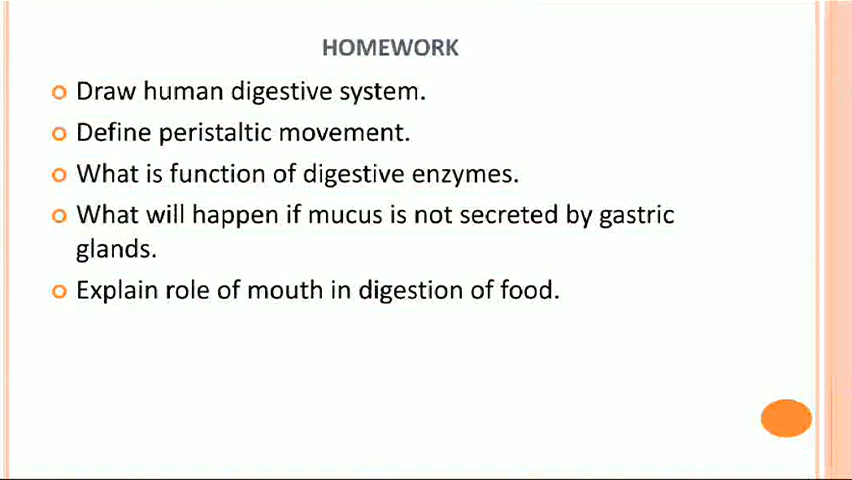 HOMEWORK
Draw human digestive system.
Define peristaltic movement.
What is function of digestive enzymes.
What will happen if mucus is not secreted by gastric
glands.
Explain role of mouth in digestion of food.